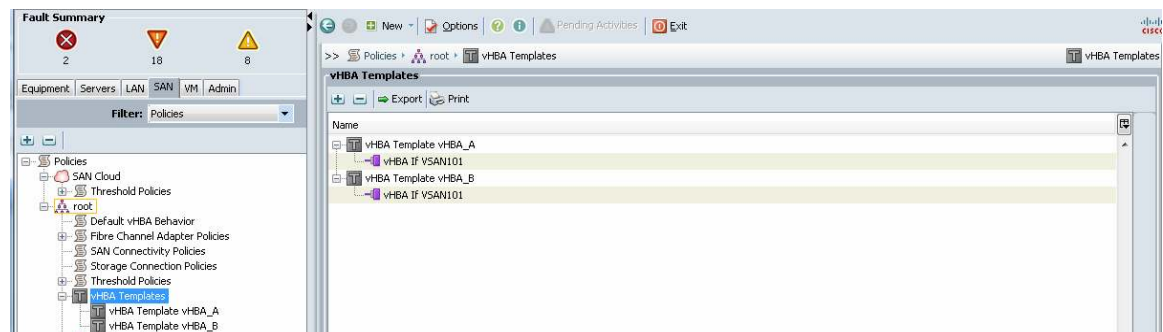 Fault Summary
2 18 8
Equipment Servers LAN SAN VM Admin
Filter: Policies
Policies
SAN Cloud
Threshold Policies
root
Default vHBA Behavior
Fibre Channel Adapter Policies
SAN Connectivity Policies
Storage Connection Policies
Threshold Policies
vHBA Templates
vHBA Template vHBA_A
vHBA Template vHBA_B
New Options Pending Activities Exit
CISCO
>> Policies root vHBA Templates vHBA Templates
vHBA Templates
Export Print
Name
vHBA Template vHBA_A
vHBA If VSAN101
vHBA Template vHBA_B
vHBA If VSAN101